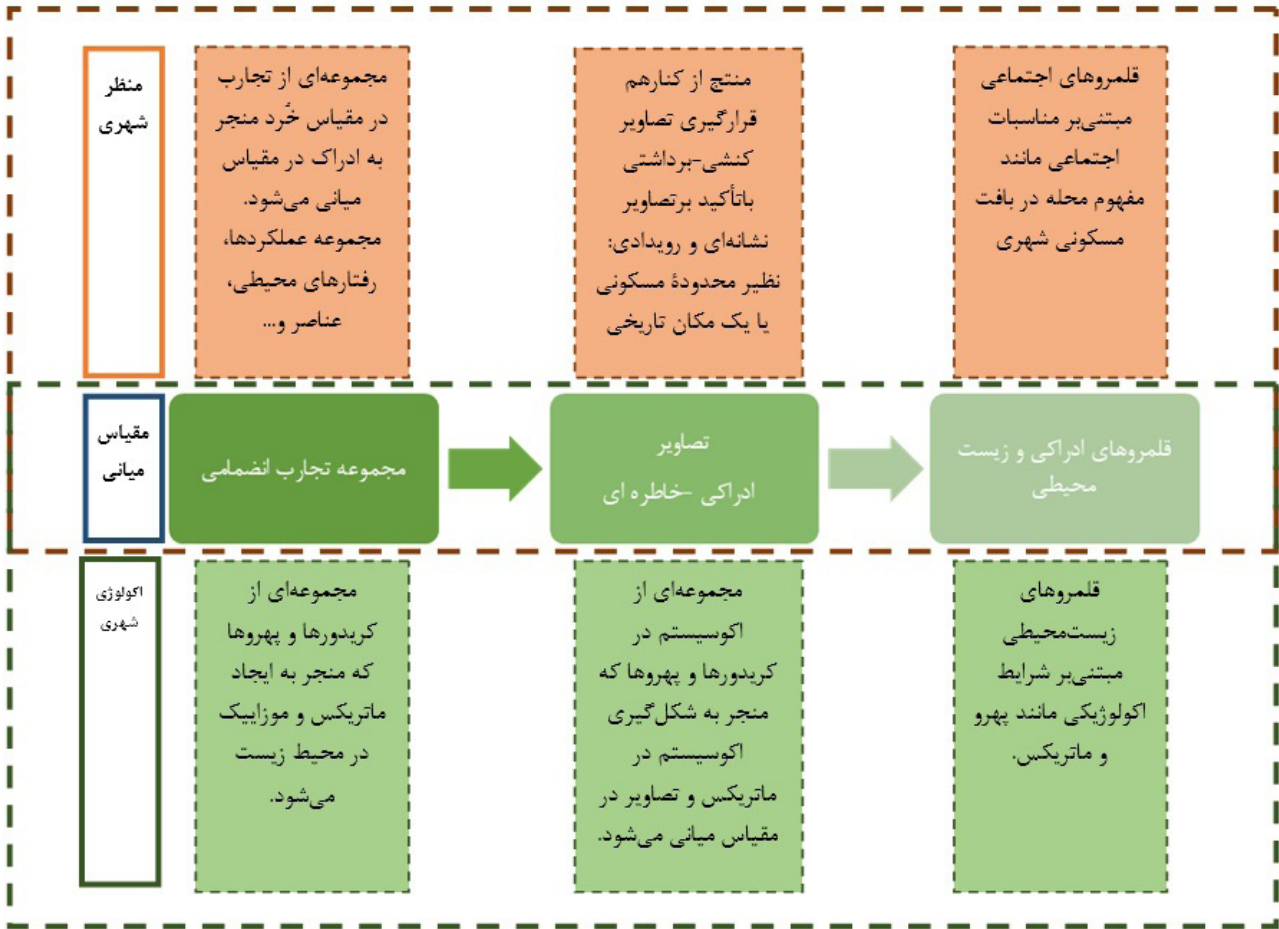 منظر
شهری
مجموعه‌ای از تجارب
در مقیاس خُرد منجر
به ادراک در مقیاس
میانی می‌شود.
مجموعه عملکردها،
رفتارهای محیطی،
عناصر و...
منتج از کنارهم
قرارگیری تصاویر
کنشی-برداشتی
باتأکید برتصاویر
نشانه‌ای و رویدادی:
نظیر محدودهٔ مسکونی
یا یک مکان تاریخی
قلمروهای اجتماعی
مبتنی‌بر مناسبات
اجتماعی مانند
مفهوم محله در بافت
مسکونی شهری
مقیاس
میانی
مجموعه تجارب انضمامی
تصاویر
ادراکی -خاطره ای
قلمروهای ادراکی و زیست
محیطی
اکولوژی
شهری
مجموعه‌ای از
کریدورها و پهروها
که منجر به ایجاد
ماتریکس و موزاییک
در محیط زیست
می‌شود.
مجموعه‌ای از
اکوسیستم در
کریدورها و پهروها که
منجر به شکل‌گیری
اکوسیستم در
ماتریکس و تصاویر در
مقیاس میانی می‌شود.
قلمروهای
زیست‌محیطی
مبتنی‌بر شرایط
اکولوژیکی مانند پهرو
و ماتریکس.